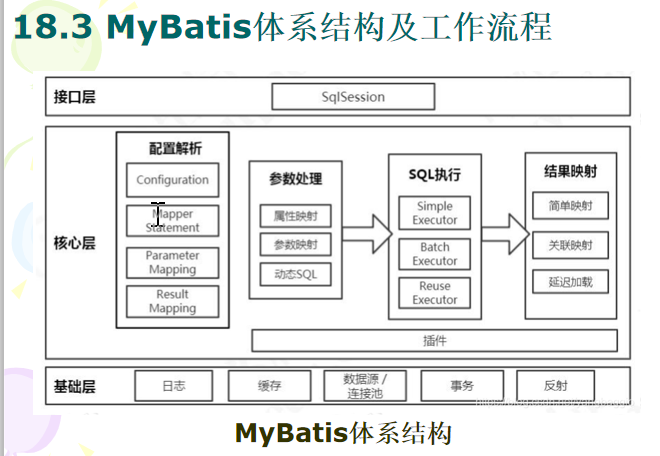 18.3 MyBatis体系结构及工作流程
接口层
SqlSession
核心层
配置解析
Configuration
Mapper
Statement
Parameter
Mapping
Result
Mapping
参数处理
属性映射
参数映射
动态SQL
SQL执行
Simple
Executor
Batch
Executor
Reuse
Executor
结果映射
简单映射
关联映射
延迟加载
插件
基础层
日志
缓存
数据源 /
连接池
事务
反射
MyBatis体系结构